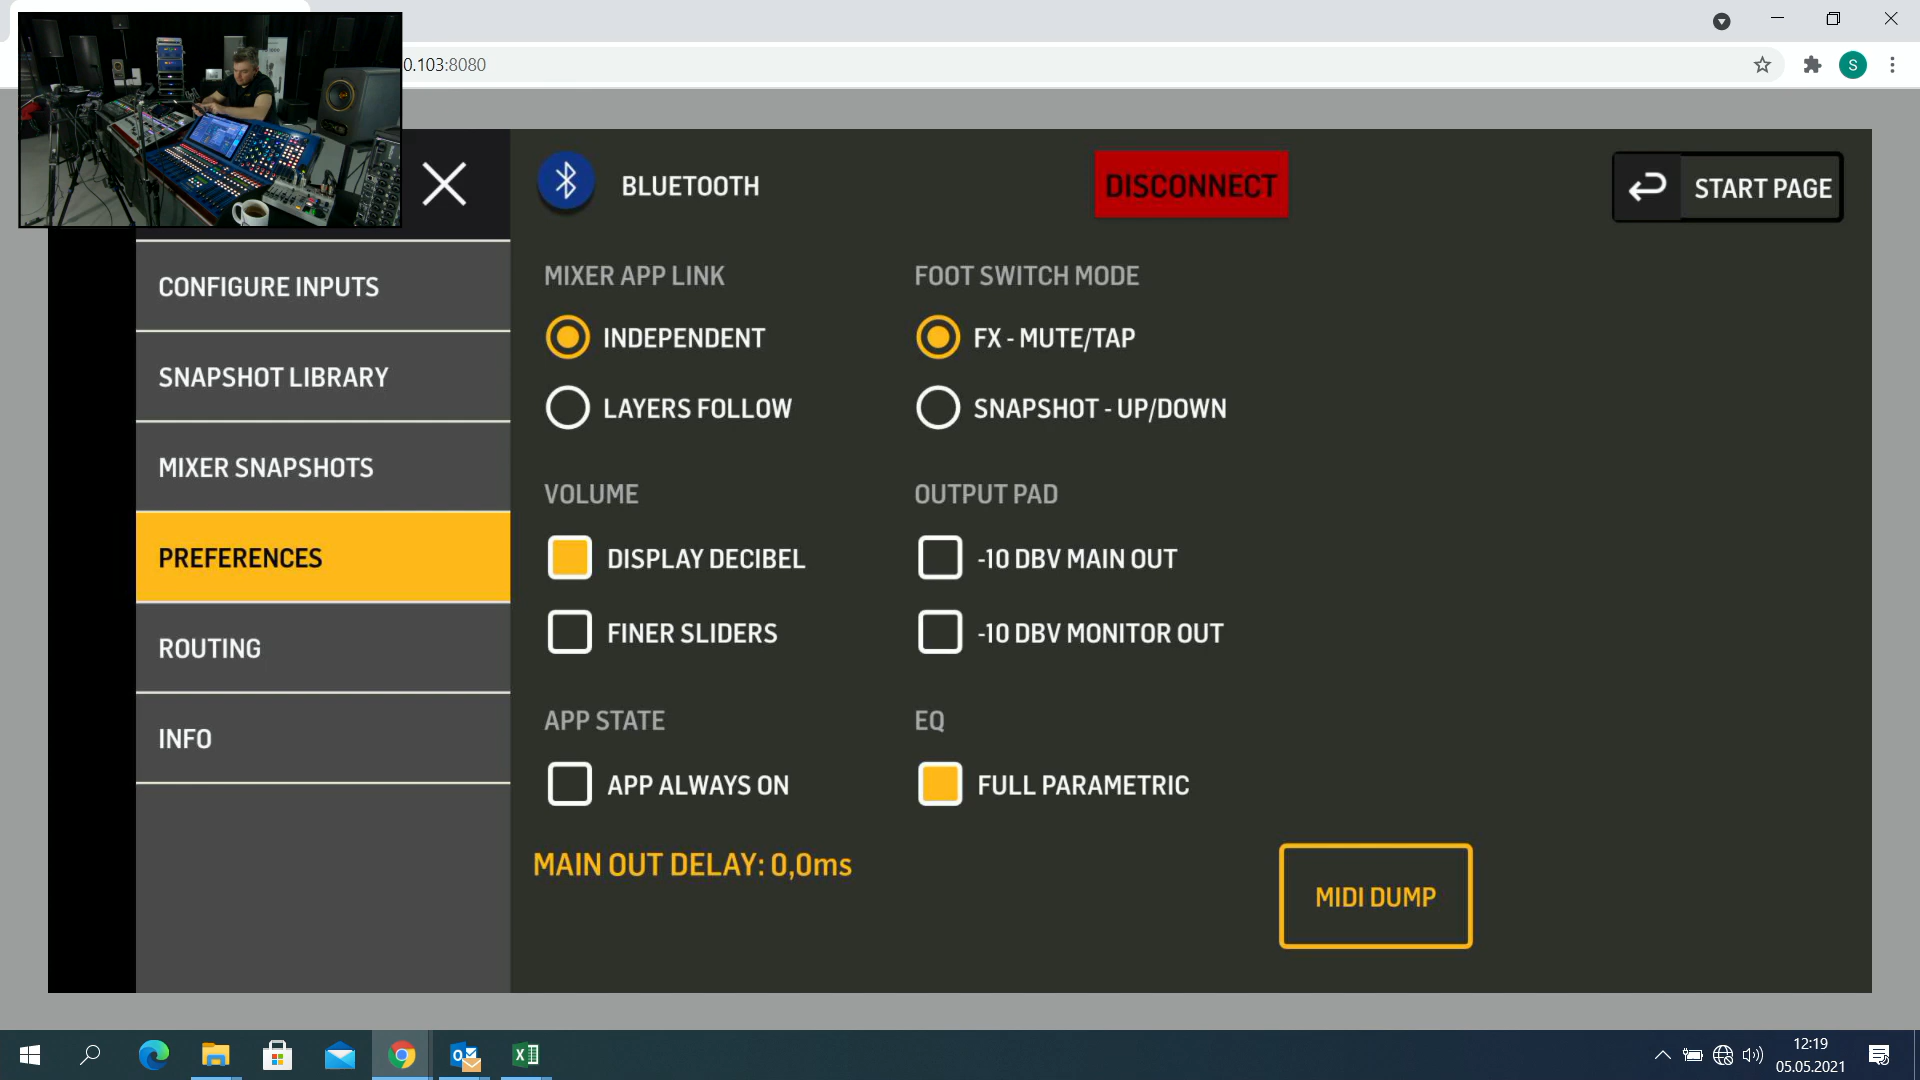 0.103:8080
S
BLUETOOTH
DISCONNECT
START PAGE
CONFIGURE INPUTS
SNAPSHOT LIBRARY
MIXER SNAPSHOTS
PREFERENCES
ROUTING
INFO
MIXER APP LINK
INDEPENDENT
LAYERS FOLLOW
FOOT SWITCH MODE
FX - MUTE/TAP
SNAPSHOT - UP/DOWN
VOLUME
DISPLAY DECIBEL
FINER SLIDERS
OUTPUT PAD
-10 DBV MAIN OUT
-10 DBV MONITOR OUT
APP STATE
APP ALWAYS ON
EQ
FULL PARAMETRIC
MAIN OUT DELAY: 0,0ms
MIDI DUMP
12:19
05.05.2021